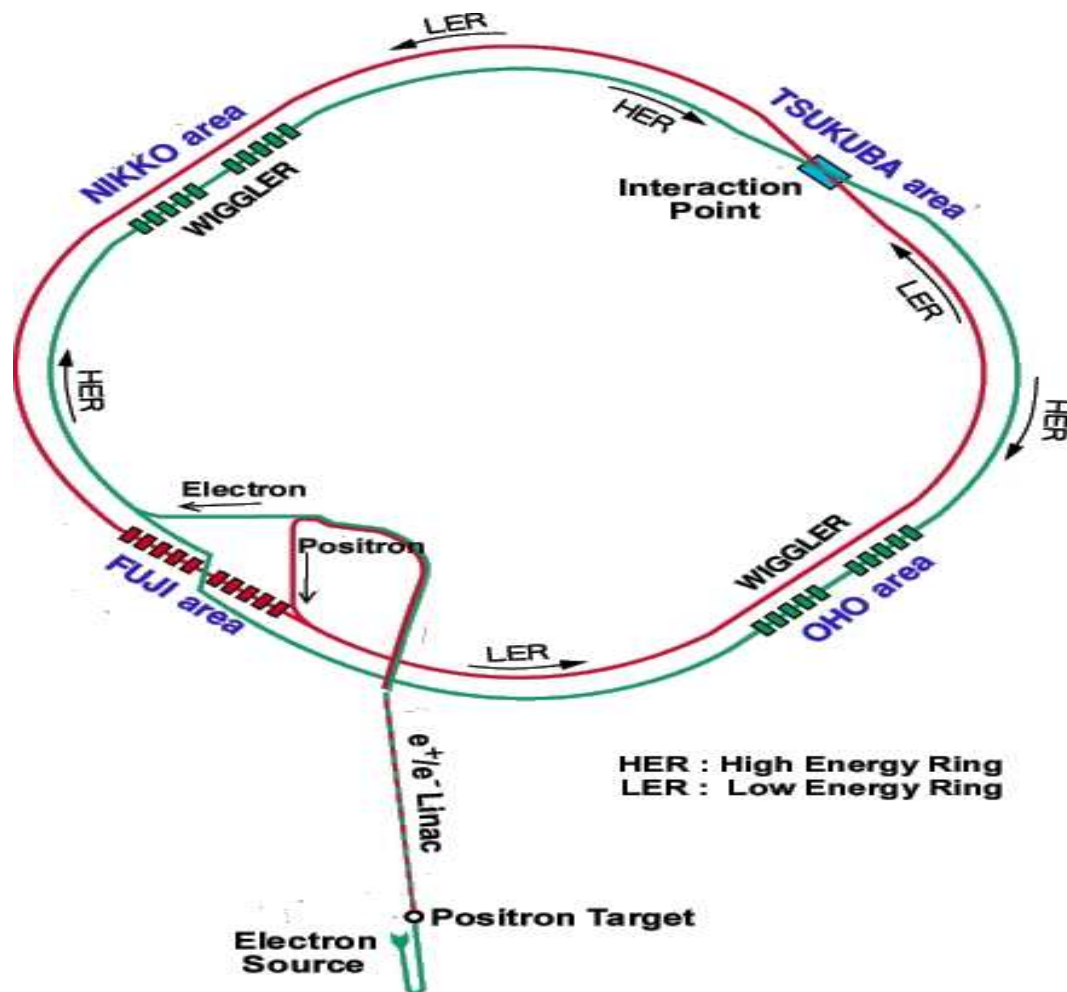 LER
HER
TSUKUBA area
NIKKO area
WIGGLER
Interaction
Point
LER
HER
HER
Electron
Positron
WIGGLER
FUJI area
OHO area
LER
e+/e- Linac
HER : High Energy Ring
LER : Low Energy Ring
Positron Target
Electron
Source